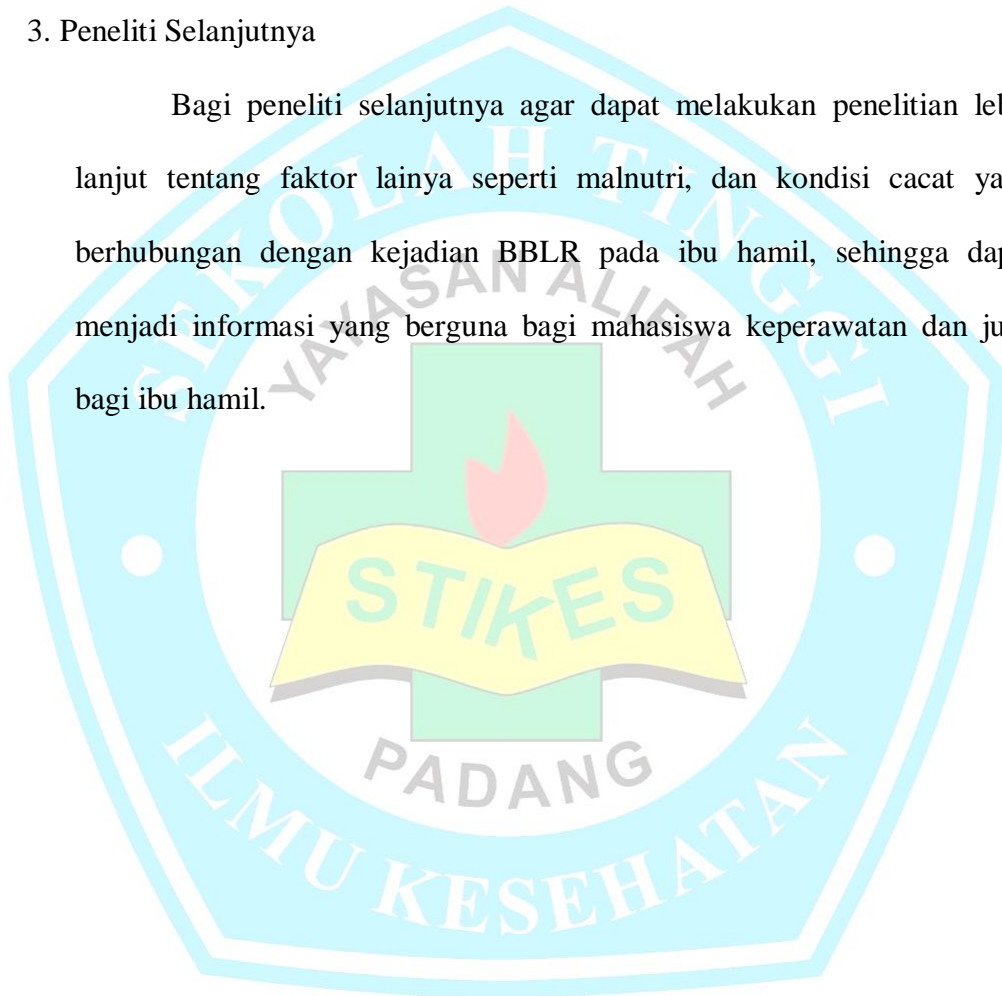 3. Peneliti Selanjutnya
Bagi peneliti selanjutnya agar dapat melakukan penelitian leb
lanjut tentang faktor lainya seperti malnutri, dan kondisi cacat ya
berhubungan dengan kejadian BBLR pada ibu hamil, sehingga dap
menjadi informasi yang berguna bagi mahasiswa keperawatan dan ju
bagi ibu hamil.
SEKOLAH TINGGI
YAYASAN ALIFAH
STIKES
PADANG
ILMU KESEHATAN